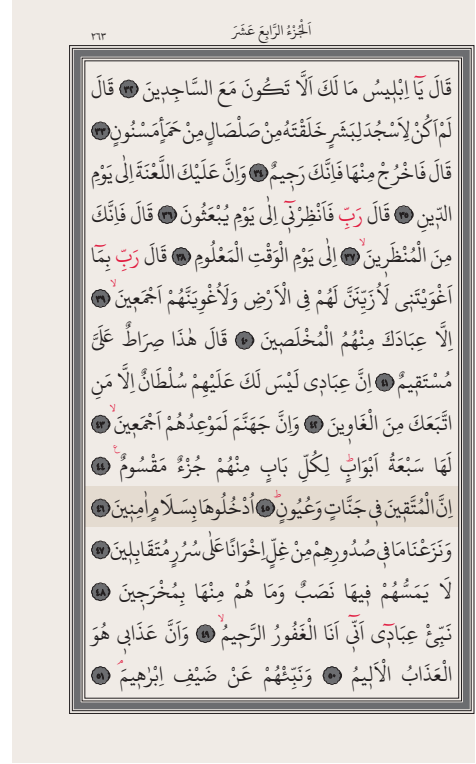 ٢٦٣ اَلْجُزْءُ الرَّابِعَ عَشَرَ
قَالَ يَٓا اِبْلِيسُ مَا لَكَ اَلَّا تَكُونَ مَعَ السَّاجِدِينَ ﴿٣٢﴾ قَالَ
لَمْ اَكُنْ لِاَسْجُدَ لِبَشَرٍ خَلَقْتَهُ مِنْ صَلْصَالٍ مِنْ حَمَأٍ مَسْنُونٍ ﴿٣٣﴾
قَالَ فَاخْرُجْ مِنْهَا فَاِنَّكَ رَجِيمٌ ﴿٣٤﴾ وَاِنَّ عَلَيْكَ اللَّعْنَةَ اِلٰى يَوْمِ
الدِّينِ ﴿٣٥﴾ قَالَ رَبِّ فَاَنْظِرْنٓى اِلٰى يَوْمِ يُبْعَثُونَ ﴿٣٦﴾ قَالَ فَاِنَّكَ
مِنَ الْمُنْظَرِينَۙ ﴿٣٧﴾ اِلٰى يَوْمِ الْوَقْتِ الْمَعْلُومِ ﴿٣٨﴾ قَالَ رَبِّ بِمَٓا
اَغْوَيْتَنٖى لَاُزَيِّنَنَّ لَهُمْ فِى الْاَرْضِ وَلَاُغْوِيَنَّهُمْ اَجْمَعِينَۙ ﴿٣٩﴾
اِلَّا عِبَادَكَ مِنْهُمُ الْمُخْلَصِينَ ﴿٤٠﴾ قَالَ هٰذَا صِرَاطٌ عَلَىَّ
مُسْتَقِيمٌ ﴿٤١﴾ اِنَّ عِبَادٖى لَيْسَ لَكَ عَلَيْهِمْ سُلْطَانٌ اِلَّا مَنِ
اتَّبَعَكَ مِنَ الْغَاوِينَ ﴿٤٢﴾ وَاِنَّ جَهَنَّمَ لَمَوْعِدُهُمْ اَجْمَعِينَۙ ﴿٤٣﴾
لَهَا سَبْعَةُ اَبْوَابٍۜ لِكُلِّ بَابٍ مِنْهُمْ جُزْءٌ مَقْسُومٌ ۟ ﴿٤٤﴾
اِنَّ الْمُتَّقِينَ فٖى جَنَّاتٍ وَعُيُونٍۜ ﴿٤٥﴾ اُدْخُلُوهَا بِسَلَامٍ اٰمِنِينَ ﴿٤٦﴾
وَنَزَعْنَا مَا فٖى صُدُورِهِمْ مِنْ غِلٍّ اِخْوَانًا عَلٰى سُرُرٍ مُتَقَابِلِينَ ﴿٤٧﴾
لَا يَمَسُّهُمْ فٖيهَا نَصَبٌ وَمَا هُمْ مِنْهَا بِمُخْرَجِينَ ﴿٤٨﴾
نَبِّئْ عِبَادٖٓى اَنّٖٓى اَنَا الْغَفُورُ الرَّحِيمُۙ ﴿٤٩﴾ وَاَنَّ عَذَابٖى هُوَ
الْعَذَابُ الْاَلِيمُ ﴿٥٠﴾ وَنَبِّئْهُمْ عَنْ ضَيْفِ اِبْرٰهِيمَۢ ﴿٥١﴾